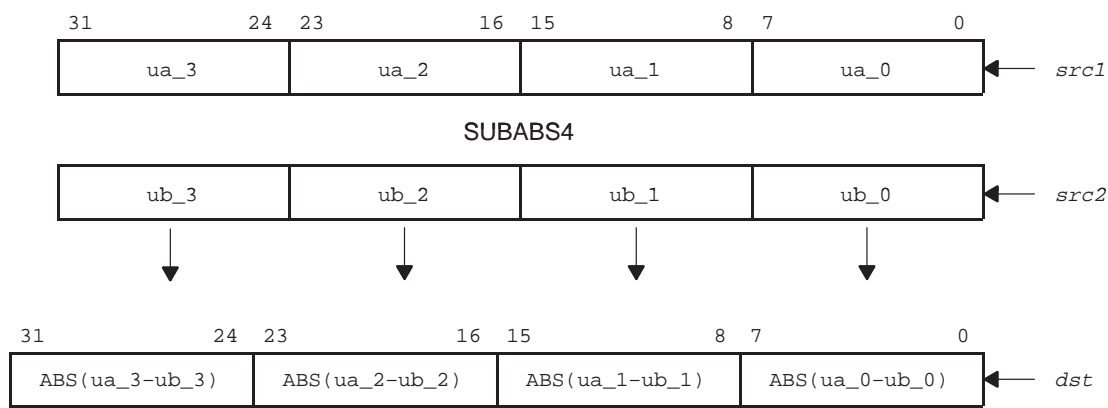 31 24 23 16 15 8 7 0
ua_3 ua_2 ua_1 ua_0 src1
SUBABS4
ub_3 ub_2 ub_1 ub_0 src2
31 24 23 16 15 8 7 0
ABS(ua_3-ub_3) ABS(ua_2-ub_2) ABS(ua_1-ub_1) ABS(ua_0-ub_0) dst